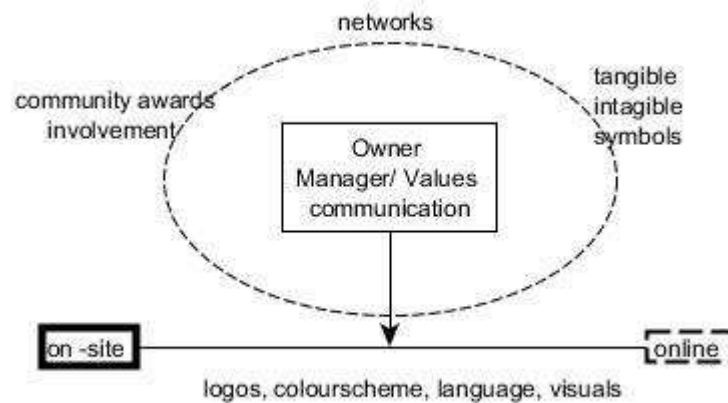 networks
community awards
involvement
tangible
intagible
symbols
Owner
Manager/ Values
communication
on -site
online
logos, colourscheme, language, visuals